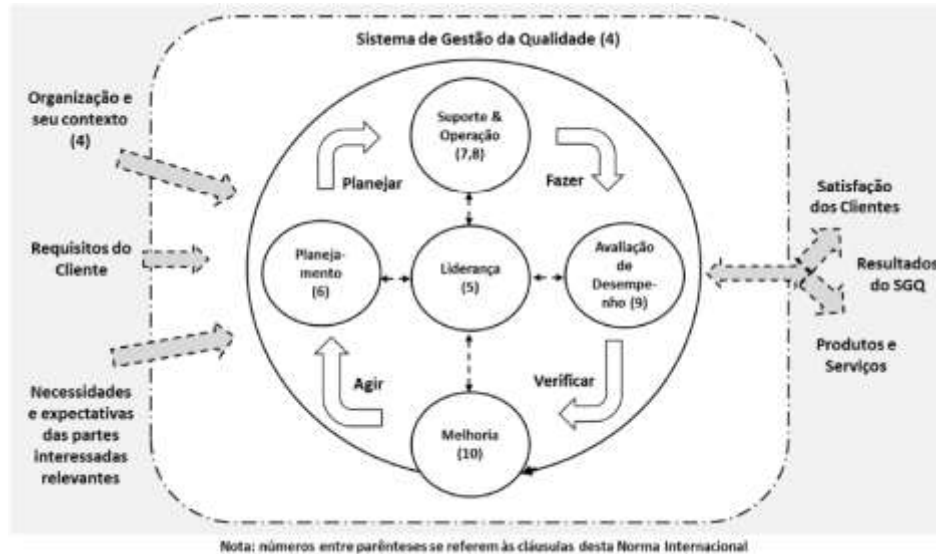 Sistema de Gestão da Qualidade (4)
Organização e
seu contexto
(4)
Requisitos do
Cliente
Necessidades
e expectativas
das partes
interessadas
relevantes
Suporte &
Operação
(7,8)
Planejar
Fazer
Planeja-
mento
(6)
Liderança
(5)
Avaliação
de
Desempe-
nho (9)
Agir
Verificar
Melhoria
(10)
Satisfação
dos Clientes
Resultados
do SGQ
Produtos e
Serviços
Nota: números entre parênteses se referem às cláusulas desta Norma Internacional